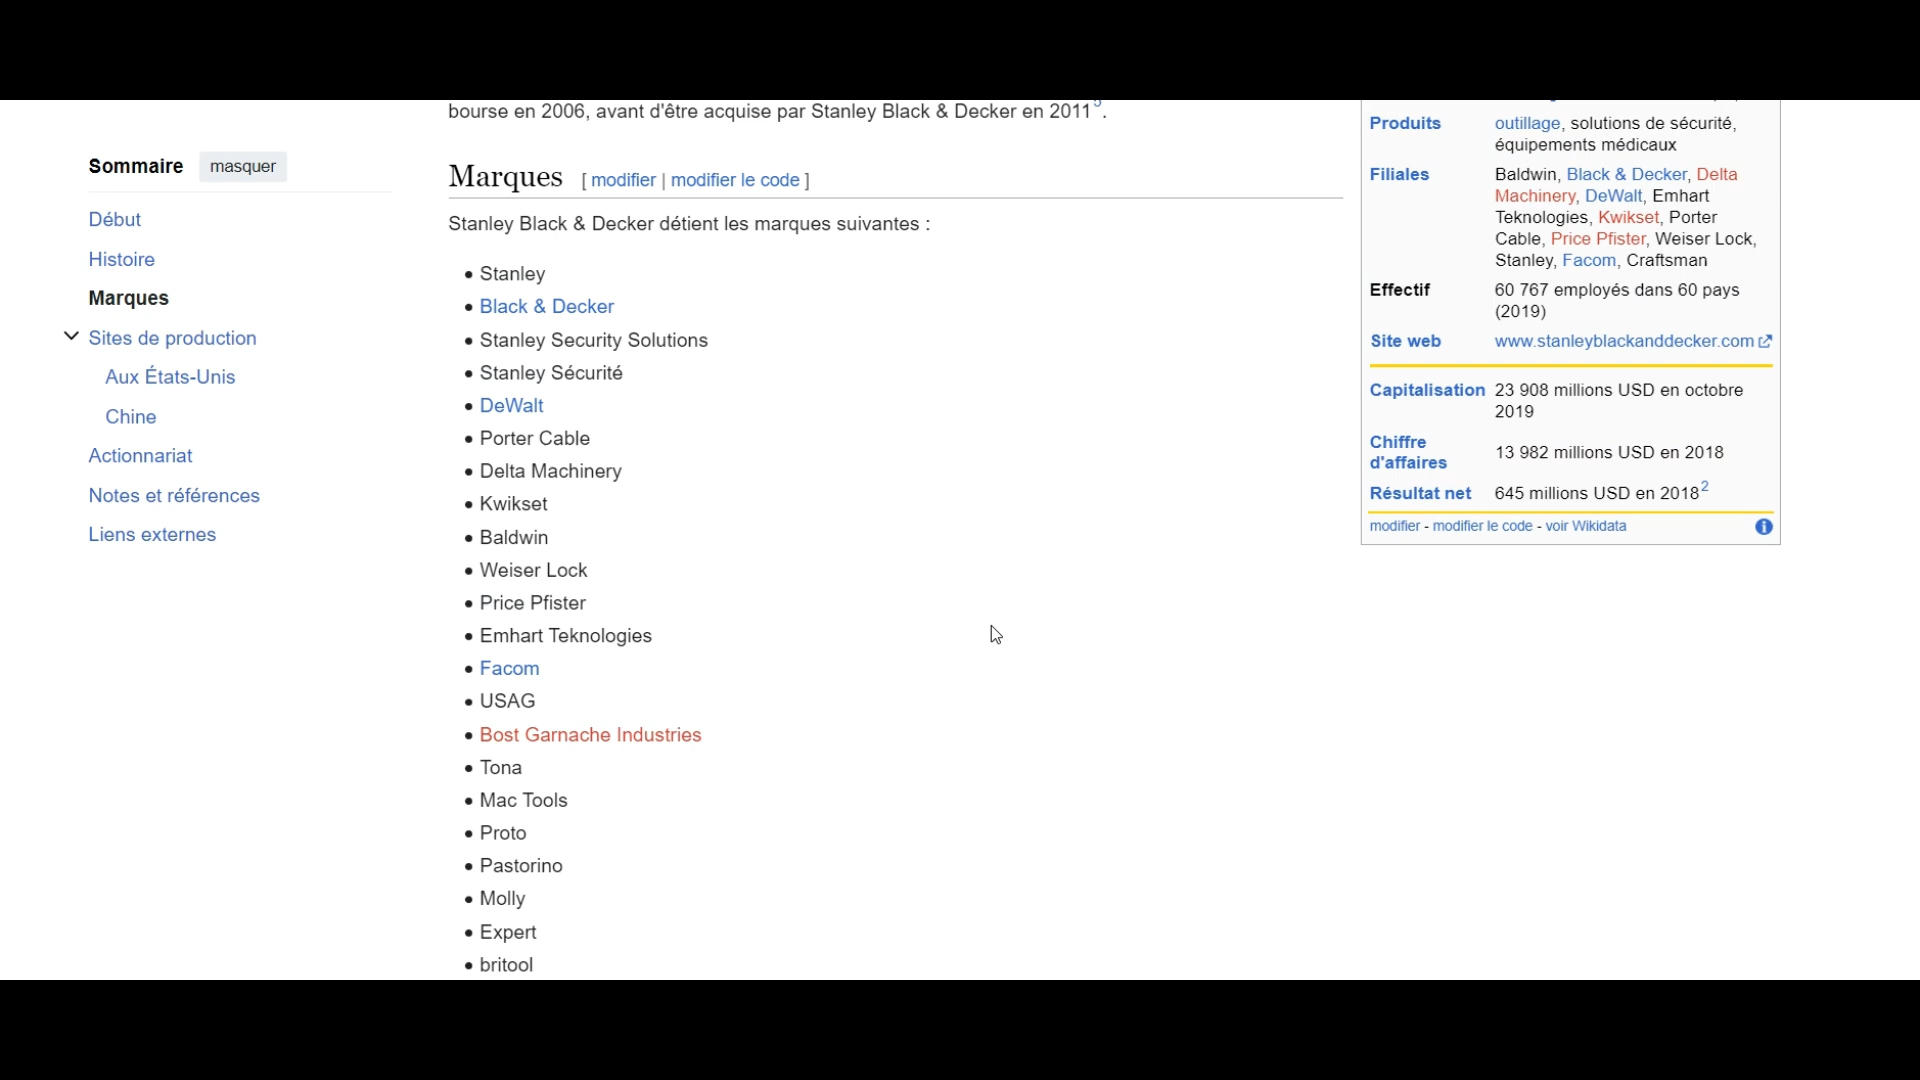 bourse en 2006, avant d'être acquise par Stanley Black & Decker en 2011⁵.
Sommaire masquer
Début
Histoire
Marques
Sites de production
Aux États-Unis
Chine
Actionnariat
Notes et références
Liens externes
Marques [ modifier | modifier le code ]
Stanley Black & Decker détient les marques suivantes :
• Stanley
• Black & Decker
• Stanley Security Solutions
• Stanley Sécurité
• DeWalt
• Porter Cable
• Delta Machinery
• Kwikset
• Baldwin
• Weiser Lock
• Price Pfister
• Emhart Teknologies
• Facom
• USAG
• Bost Garnache Industries
• Tona
• Mac Tools
• Proto
• Pastorino
• Molly
• Expert
• britool
Produits outillage, solutions de sécurité,
équipements médicaux
Filiales Baldwin, Black & Decker, Delta
Machinery, DeWalt, Emhart
Teknologies, Kwikset, Porter
Cable, Price Pfister, Weiser Lock,
Stanley, Facom, Craftsman
Effectif 60 767 employés dans 60 pays
(2019)
Site web www.stanleyblackanddecker.com
Capitalisation 23 908 millions USD en octobre
2019
Chiffre
d'affaires 13 982 millions USD en 2018
Résultat net 645 millions USD en 2018²
modifier - modifier le code - voir Wikidata